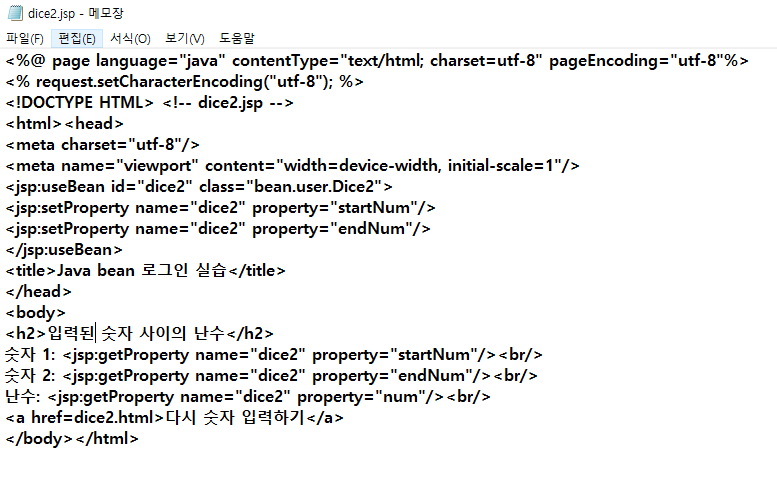 dice2.jsp - 메모장
파일(F) 편집(E) 서식(O) 보기(V) 도움말
<%@ page language="java" contentType="text/html; charset=utf-8" pageEncoding="utf-8"%>
<% request.setCharacterEncoding("utf-8"); %>
<!DOCTYPE HTML> <!-- dice2.jsp -->
<html><head>
<meta charset="utf-8"/>
<meta name="viewport" content="width=device-width, initial-scale=1"/>
<jsp:useBean id="dice2" class="bean.user.Dice2">
<jsp:setProperty name="dice2" property="startNum"/>
<jsp:setProperty name="dice2" property="endNum"/>
</jsp:useBean>
<title>Java bean 로그인 실습</title>
</head>
<body>
<h2>입력된 숫자 사이의 난수</h2>
숫자 1: <jsp:getProperty name="dice2" property="startNum"/><br/>
숫자 2: <jsp:getProperty name="dice2" property="endNum"/><br/>
난수: <jsp:getProperty name="dice2" property="num"/><br/>
<a href=dice2.html>다시 숫자 입력하기</a>
</body></html>